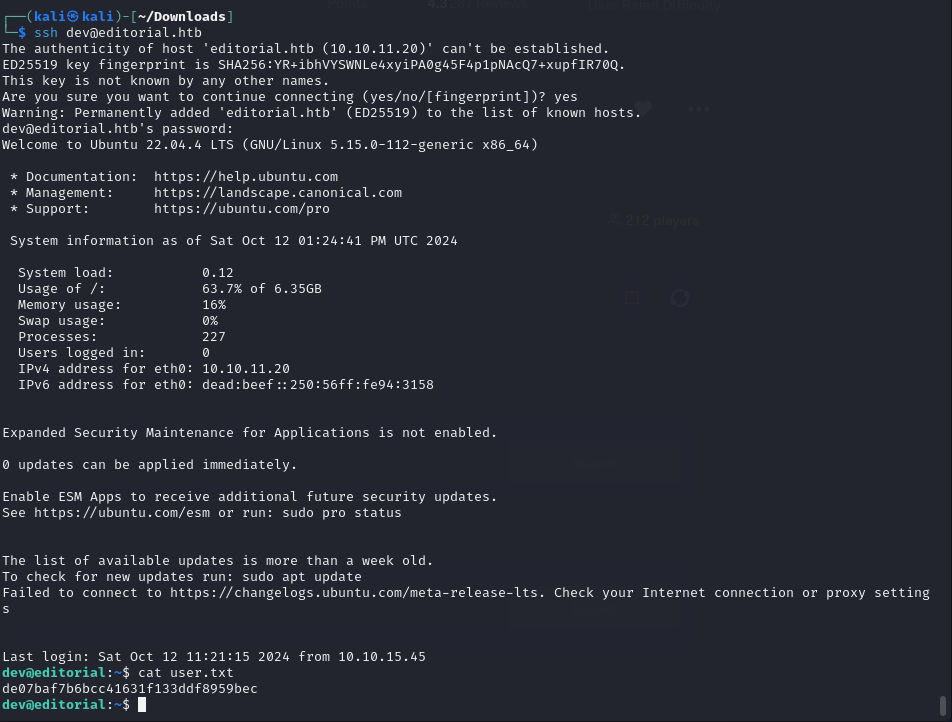 Points 4.3 287 Reviews User Rated Difficulty
┌──(kali㉿kali)-[~/Downloads]
└─$ ssh dev@editorial.htb
The authenticity of host 'editorial.htb (10.10.11.20)' can't be established.
ED25519 key fingerprint is SHA256:YR+ibhVYSWNLe4xyiPA0g45F4p1pNAcQ7+xupfIR70Q.
This key is not known by any other names.
Are you sure you want to continue connecting (yes/no/[fingerprint])? yes
Warning: Permanently added 'editorial.htb' (ED25519) to the list of known hosts.
dev@editorial.htb's password:
Welcome to Ubuntu 22.04.4 LTS (GNU/Linux 5.15.0-112-generic x86_64)
* Documentation:  https://help.ubuntu.com
* Management:     https://landscape.canonical.com
* Support:        https://ubuntu.com/pro
212 players
System information as of Sat Oct 12 01:24:41 PM UTC 2024
System load:           0.12
Usage of /:            63.7% of 6.35GB
Memory usage:          16%
Swap usage:            0%
Processes:             227
Users logged in:       0
IPv4 address for eth0: 10.10.11.20
IPv6 address for eth0: dead:beef::250:56ff:fe94:3158
Expanded Security Maintenance for Applications is not enabled.
0 updates can be applied immediately.
Enable ESM Apps to receive additional future security updates.
See https://ubuntu.com/esm or run: sudo pro status
The list of available updates is more than a week old.
To check for new updates run: sudo apt update
Failed to connect to https://changelogs.ubuntu.com/meta-release-lts. Check your Internet connection or proxy setting
s
Last login: Sat Oct 12 11:21:15 2024 from 10.10.15.45
dev@editorial:~$ cat user.txt
de07baf7b6bcc41631f133ddf8959bec
dev@editorial:~$